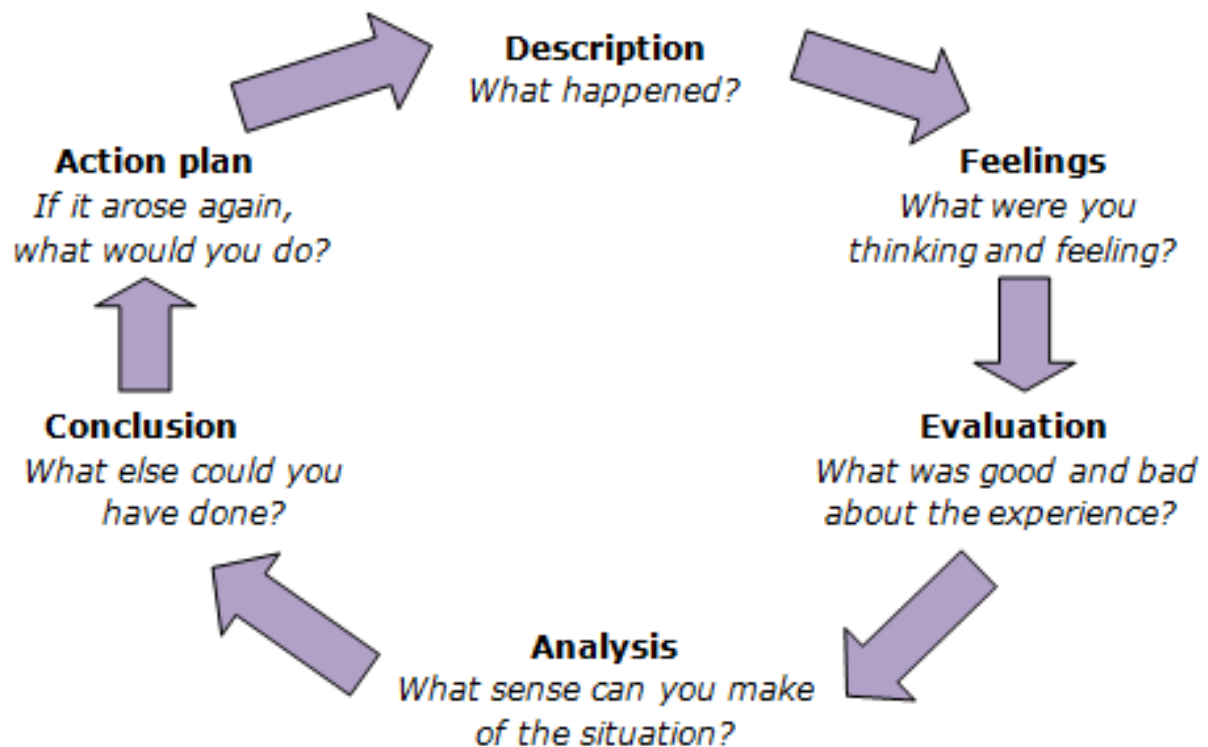 Description
What happened?
Feelings
What were you
thinking and feeling?
Evaluation
What was good and bad
about the experience?
Analysis
What sense can you make
of the situation?
Conclusion
What else could you
have done?
Action plan
If it arose again,
what would you do?